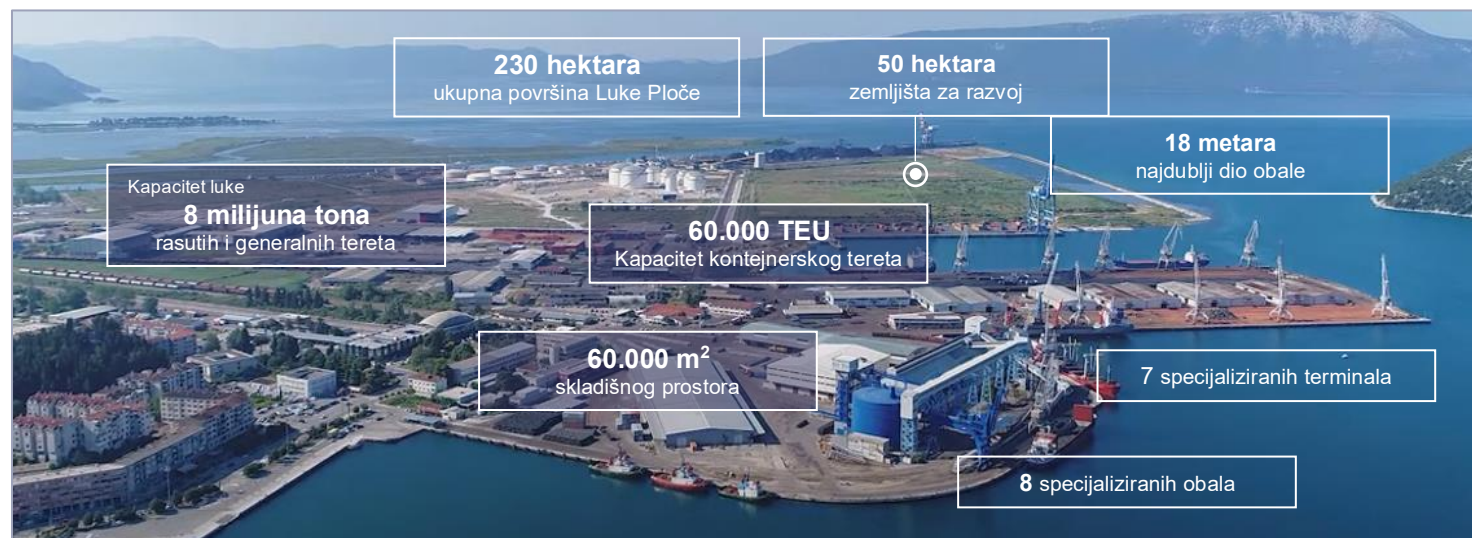 230 hektara
ukupna površina Luke Ploče
50 hektara
zemljišta za razvoj
18 metara
najdublji dio obale
Kapacitet luke
8 milijuna tona
rasutih i generalnih tereta
60.000 TEU
Kapacitet kontejnerskog tereta
60.000 m²
skladišnog prostora
7 specijaliziranih terminala
8 specijaliziranih obala